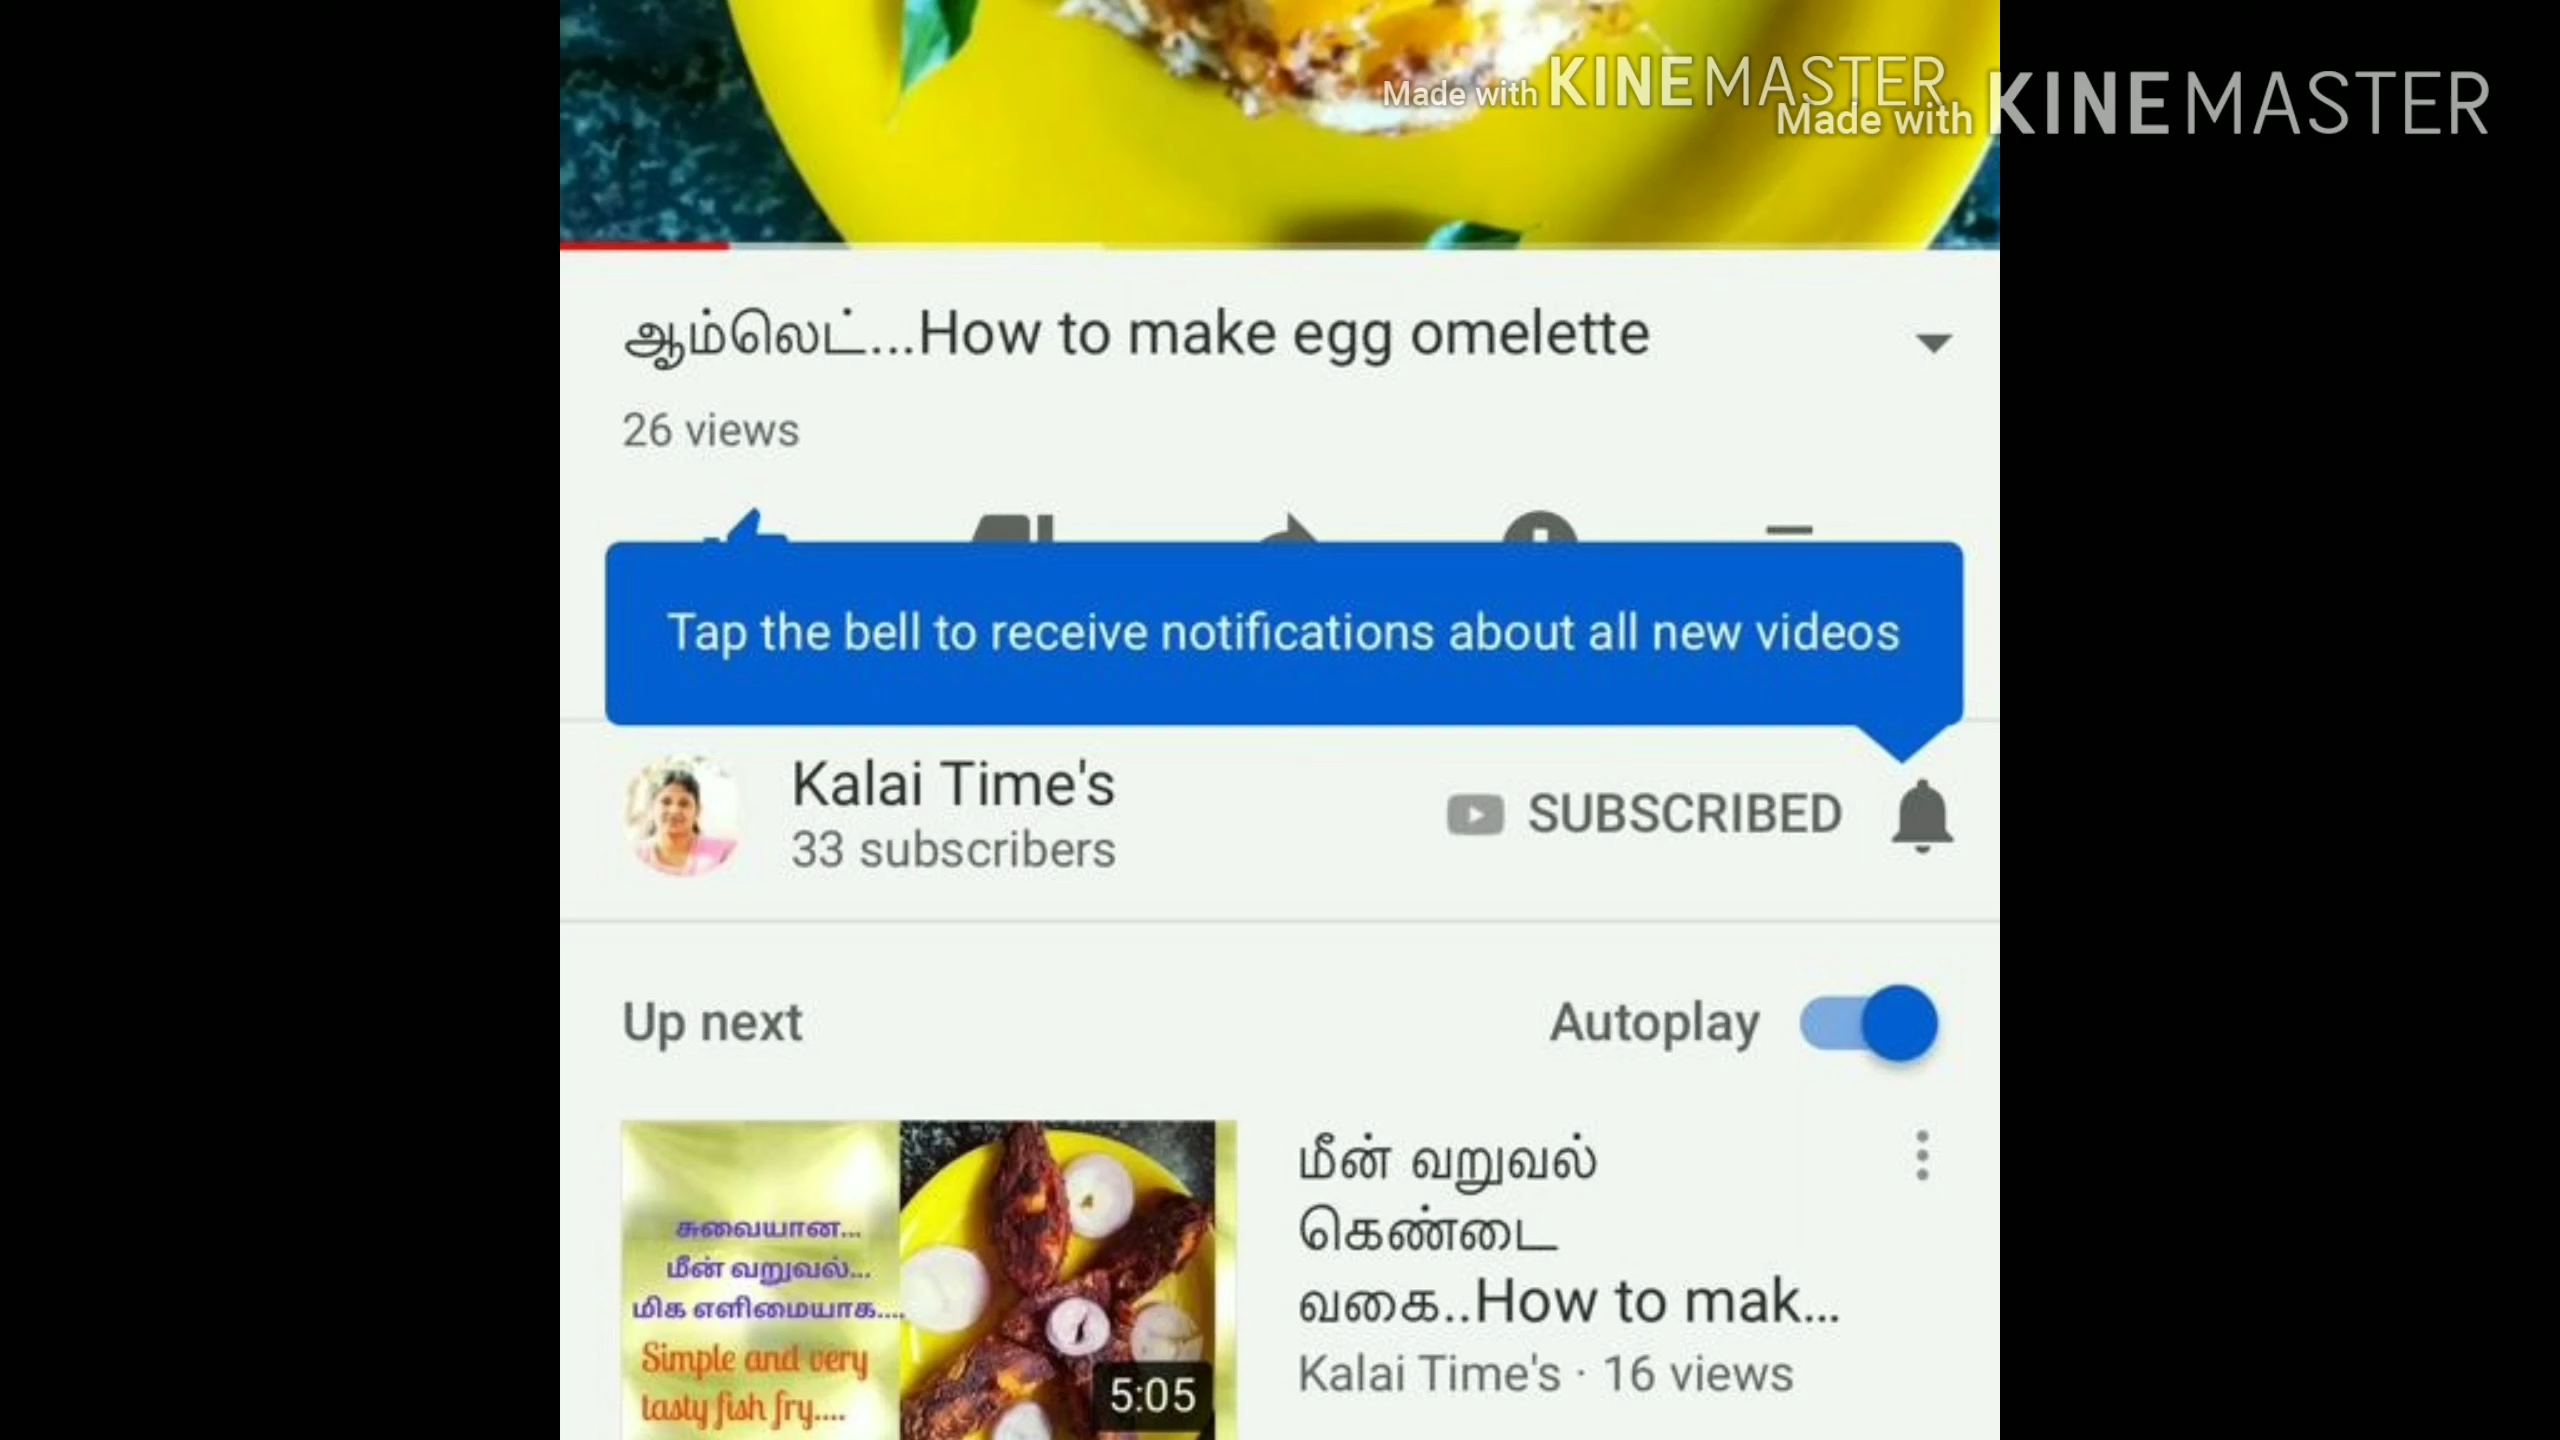 Made with KINEMASTER
Made with KINEMASTER
ஆம்லெட்...How to make egg omelette
26 views
Tap the bell to receive notifications about all new videos
Kalai Time's
33 subscribers
SUBSCRIBED
Up next
Autoplay
சுவையான...
மீன் வறுவல்...
மிக எளிமையாக....
Simple and very
tasty fish fry....
5:05
மீன் வறுவல்
கெண்டை
வகை..How to mak...
Kalai Time's · 16 views